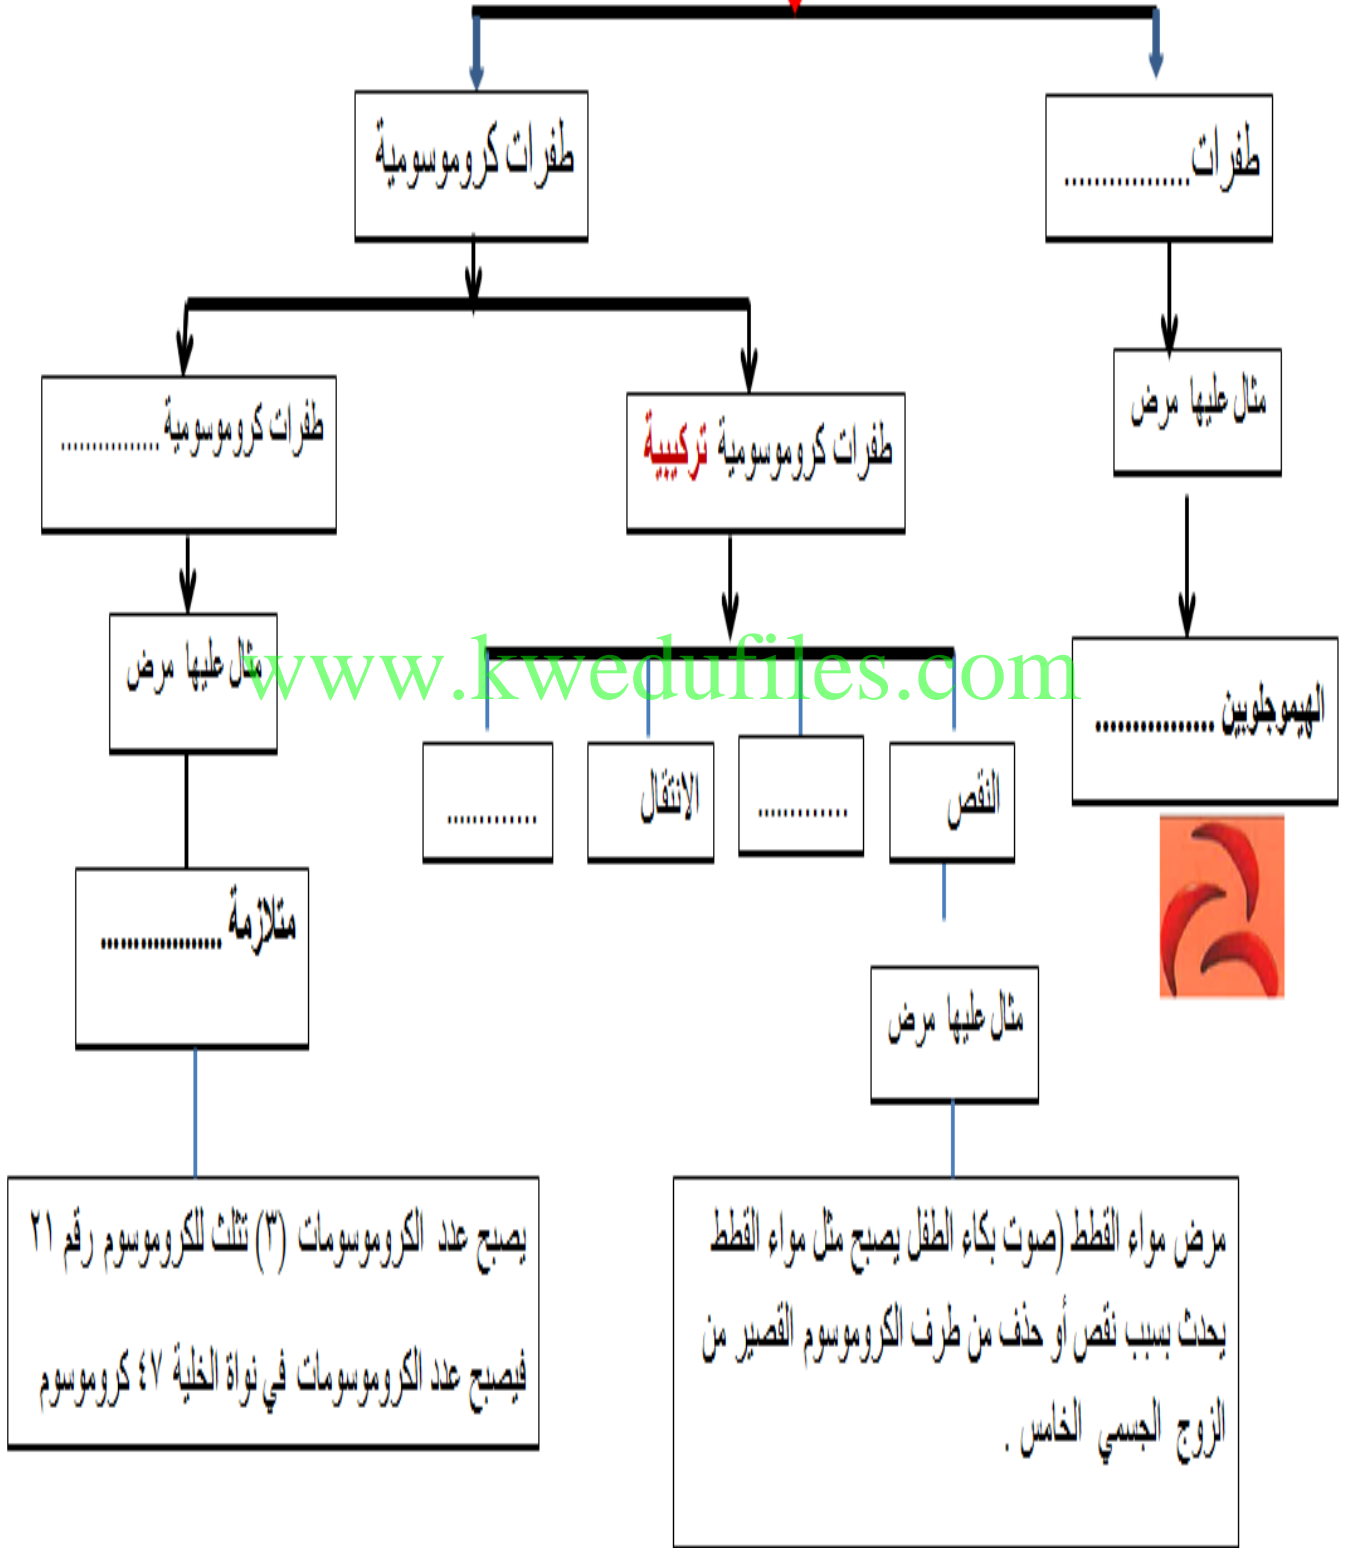 طفرات.................
طفرات كروموسومية
مثال عليها مرض
طفرات كروموسومية تركيبية
طفرات كروموسومية ..............
الهيموجلوبين ................
مثال عليها مرض
www.kwedufiles.com
النقص
.............
الانتقال
.............
متلازمة ..................
مثال عليها مرض
مرض مواء القطط (صوت بكاء الطفل يصبح مثل مواء القطط
يحدث بسبب نقص أو حذف من طرف الكروموسوم القصير من
الزوج الجسمي الخامس .
يصبح عدد الكروموسومات (٣) تثلث للكروموسوم رقم ٢١
فيصبح عدد الكروموسومات في نواة الخلية ٤٧ كروموسوم